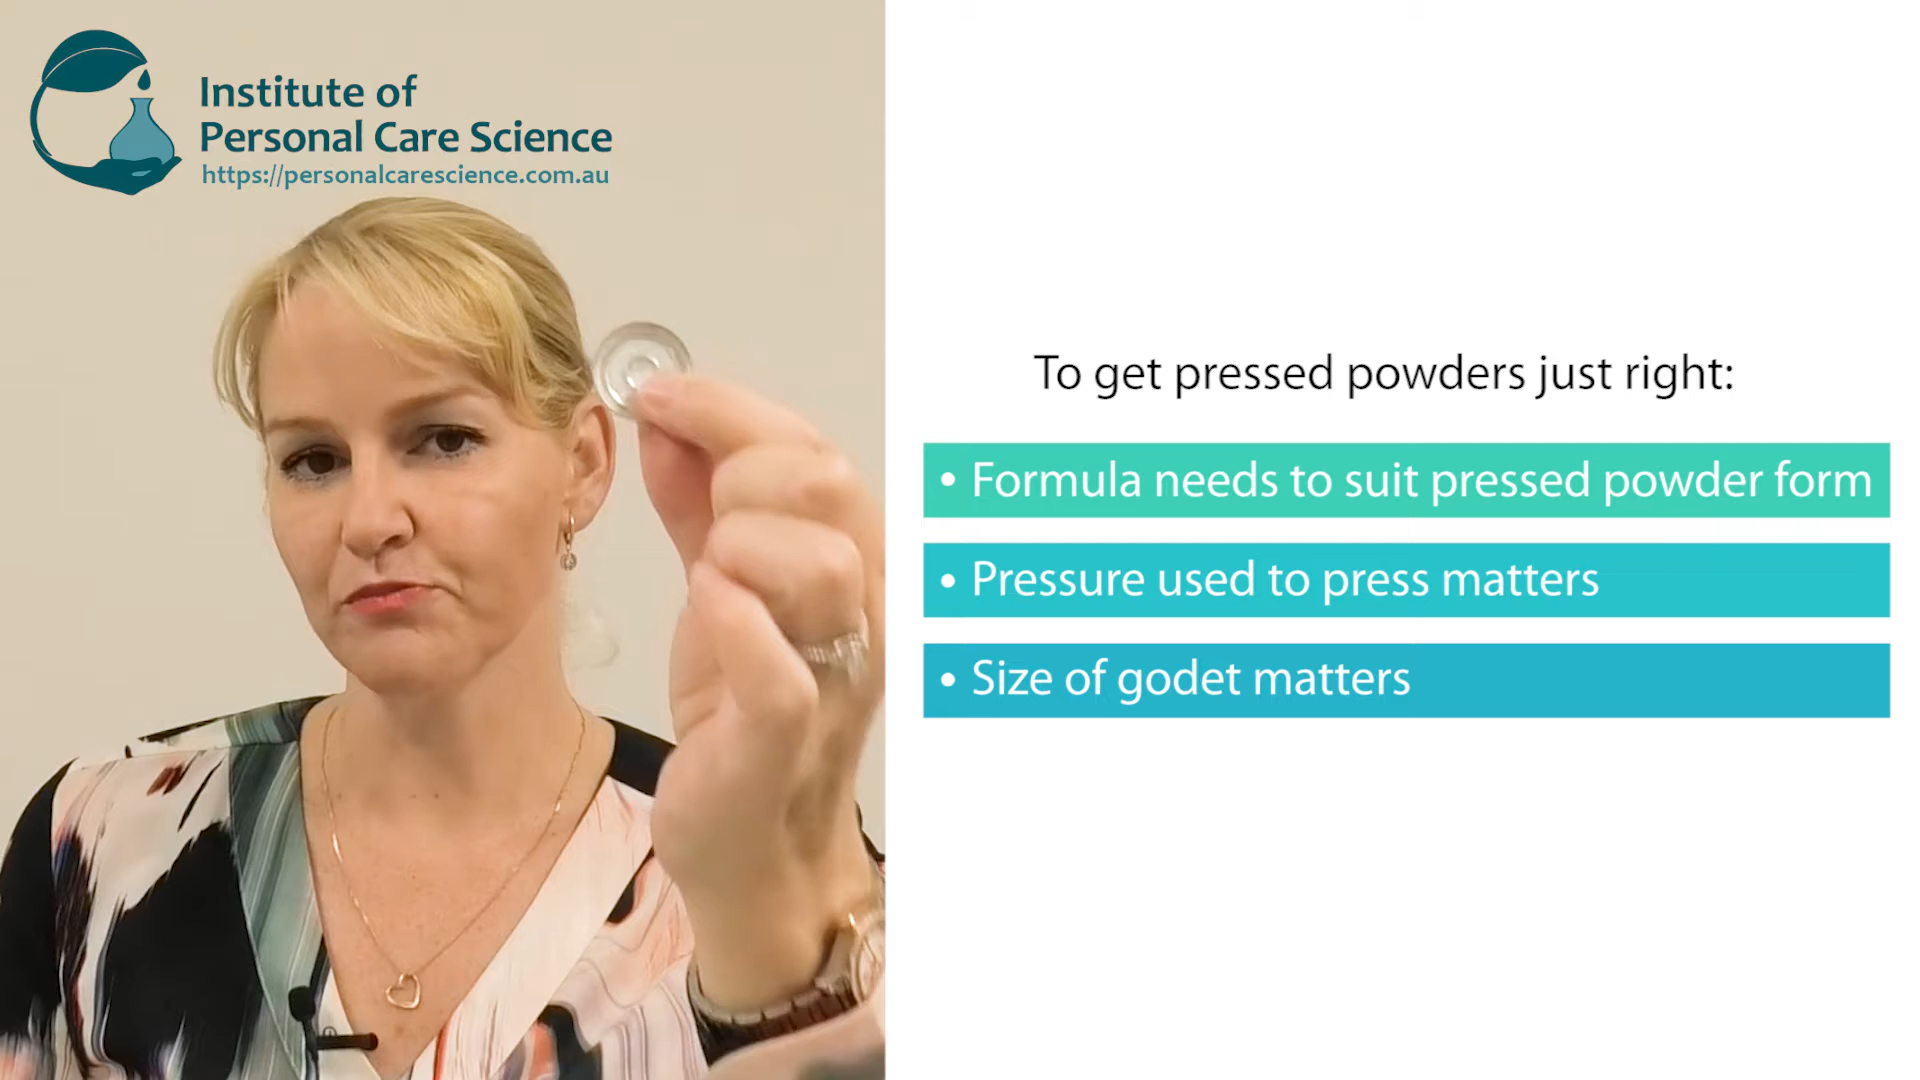 Institute of
Personal Care Science
https://personalcarescience.com.au
To get pressed powders just right:
• Formula needs to suit pressed powder form
• Pressure used to press matters
• Size of godet matters